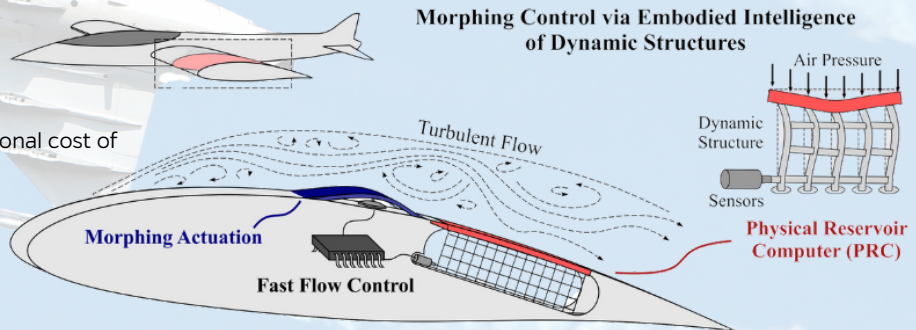 Morphing Control via Embodied Intelligence
of Dynamic Structures
Air Pressure
Dynamic
Structure
Sensors
onal cost of
Turbulent Flow
Morphing Actuation
Fast Flow Control
Physical Reservoir
Computer (PRC)